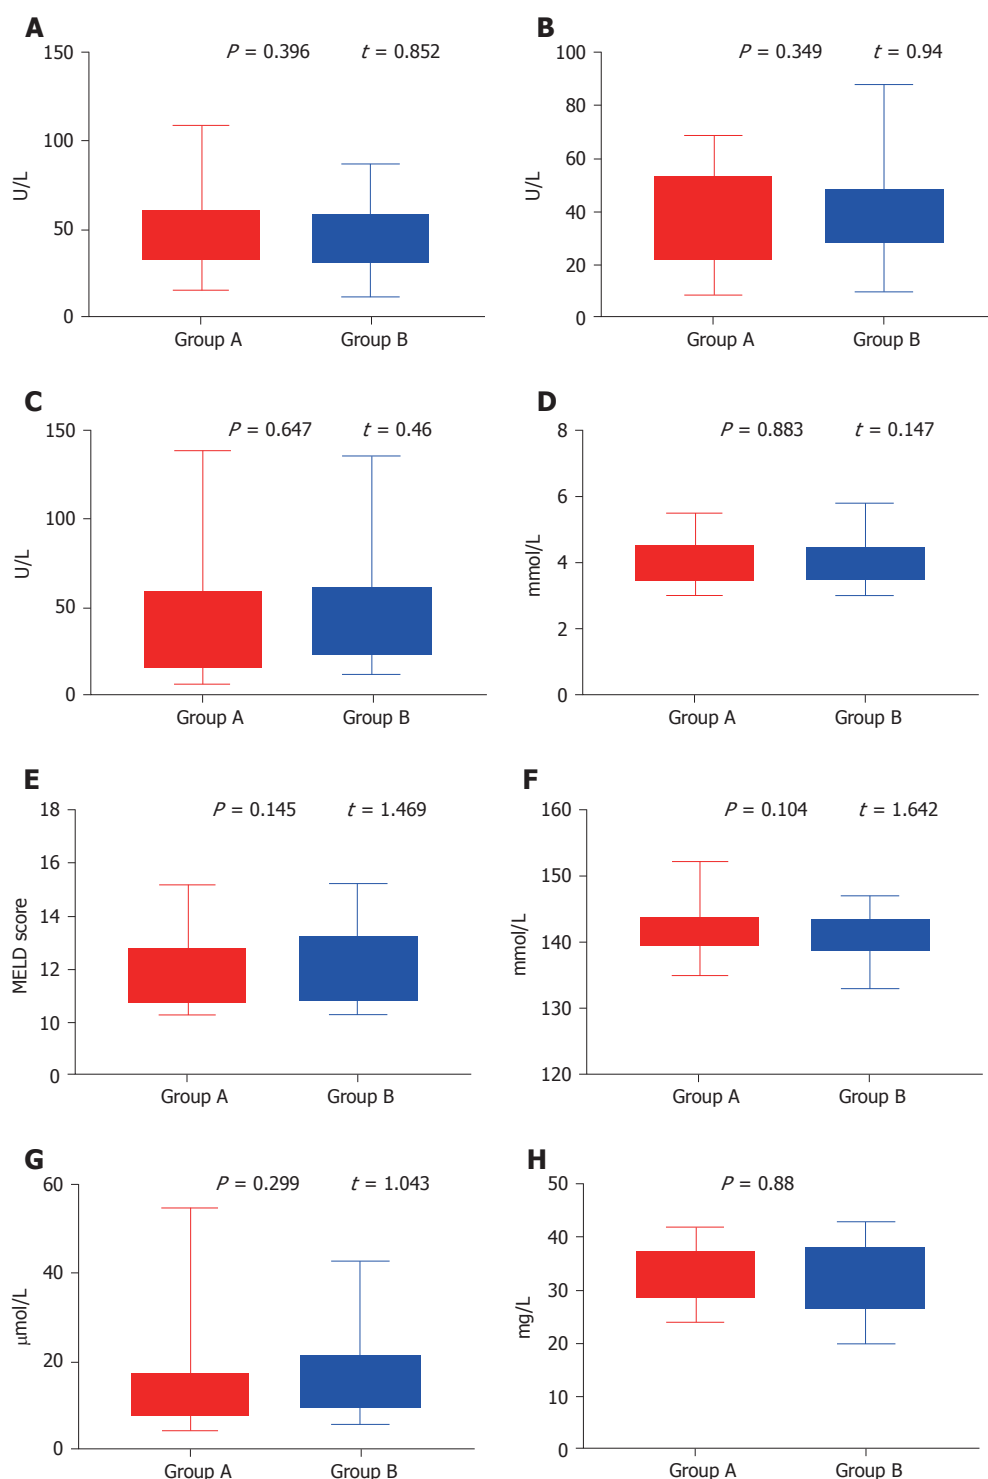 A
P = 0.396 t = 0.852
150
100
50
0
U/L
Group A Group B
B
P = 0.349 t = 0.94
100
80
60
40
20
0
U/L
Group A Group B
C
P = 0.647 t = 0.46
150
100
50
0
U/L
Group A Group B
D
P = 0.883 t = 0.147
8
6
4
2
0
mmol/L
Group A Group B
E
P = 0.145 t = 1.469
18
16
14
12
10
0
MELD score
Group A Group B
F
P = 0.104 t = 1.642
160
150
140
130
120
mmol/L
Group A Group B
G
P = 0.299 t = 1.043
60
40
20
0
μmol/L
Group A Group B
H
P = 0.88
50
40
30
20
10
0
mg/L
Group A Group B